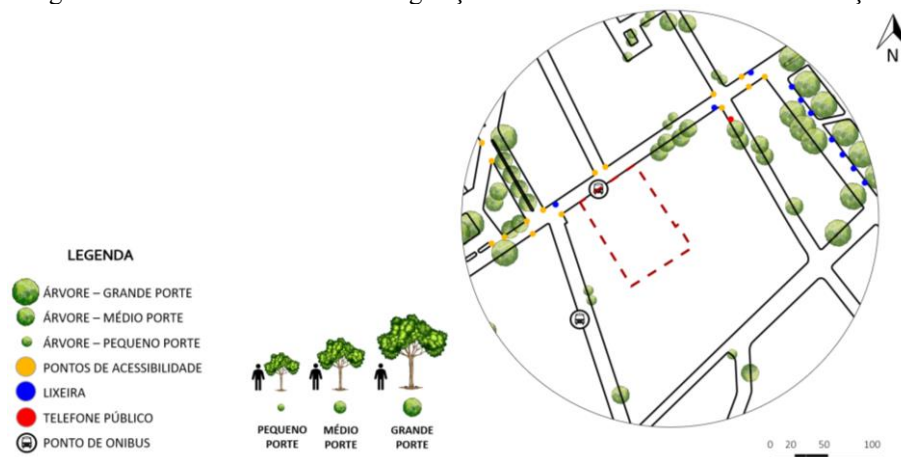 N
LEGENDA
ÁRVORE – GRANDE PORTE
ÁRVORE – MÉDIO PORTE
ÁRVORE – PEQUENO PORTE
PONTOS DE ACESSIBILIDADE
LIXEIRA
TELEFONE PÚBLICO
PONTO DE ONIBUS
PEQUENO PORTE
MÉDIO PORTE
GRANDE PORTE
0 20 50 100